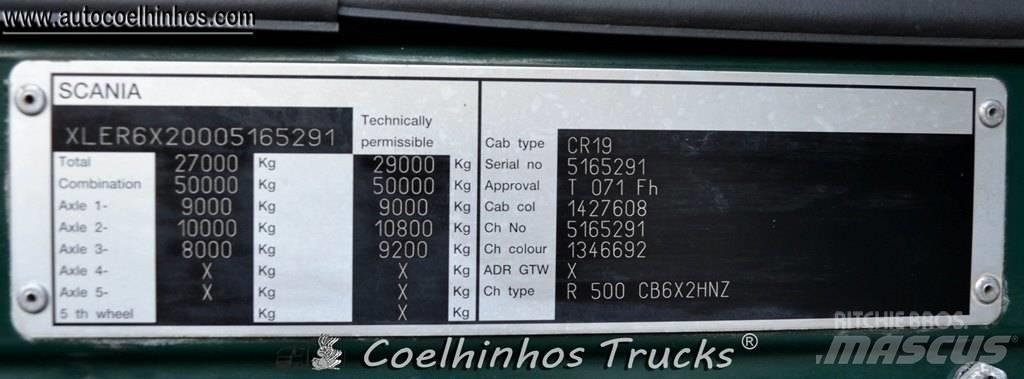 www.autocoelhinhos.com
SCANIA
XLER6X20005165291
Technically
permissible
Total 27000 Kg 29000 Kg
Combination 50000 Kg 50000 Kg
Axle 1- 9000 Kg 9000 Kg
Axle 2- 10000 Kg 10800 Kg
Axle 3- 8000 Kg 9200 Kg
Axle 4- X Kg X Kg
Axle 5- X Kg X Kg
5 th wheel Kg X Kg
Cab type CR19
Serial no 5165291
Approval T 071 Fh
Cab col 1427608
Ch No 5165291
Ch colour 1346692
ADR GTW X
Ch type R 500 CB6X2HNZ
RITCHIE BROS.
MASCUS
Coelhinhos Trucks®